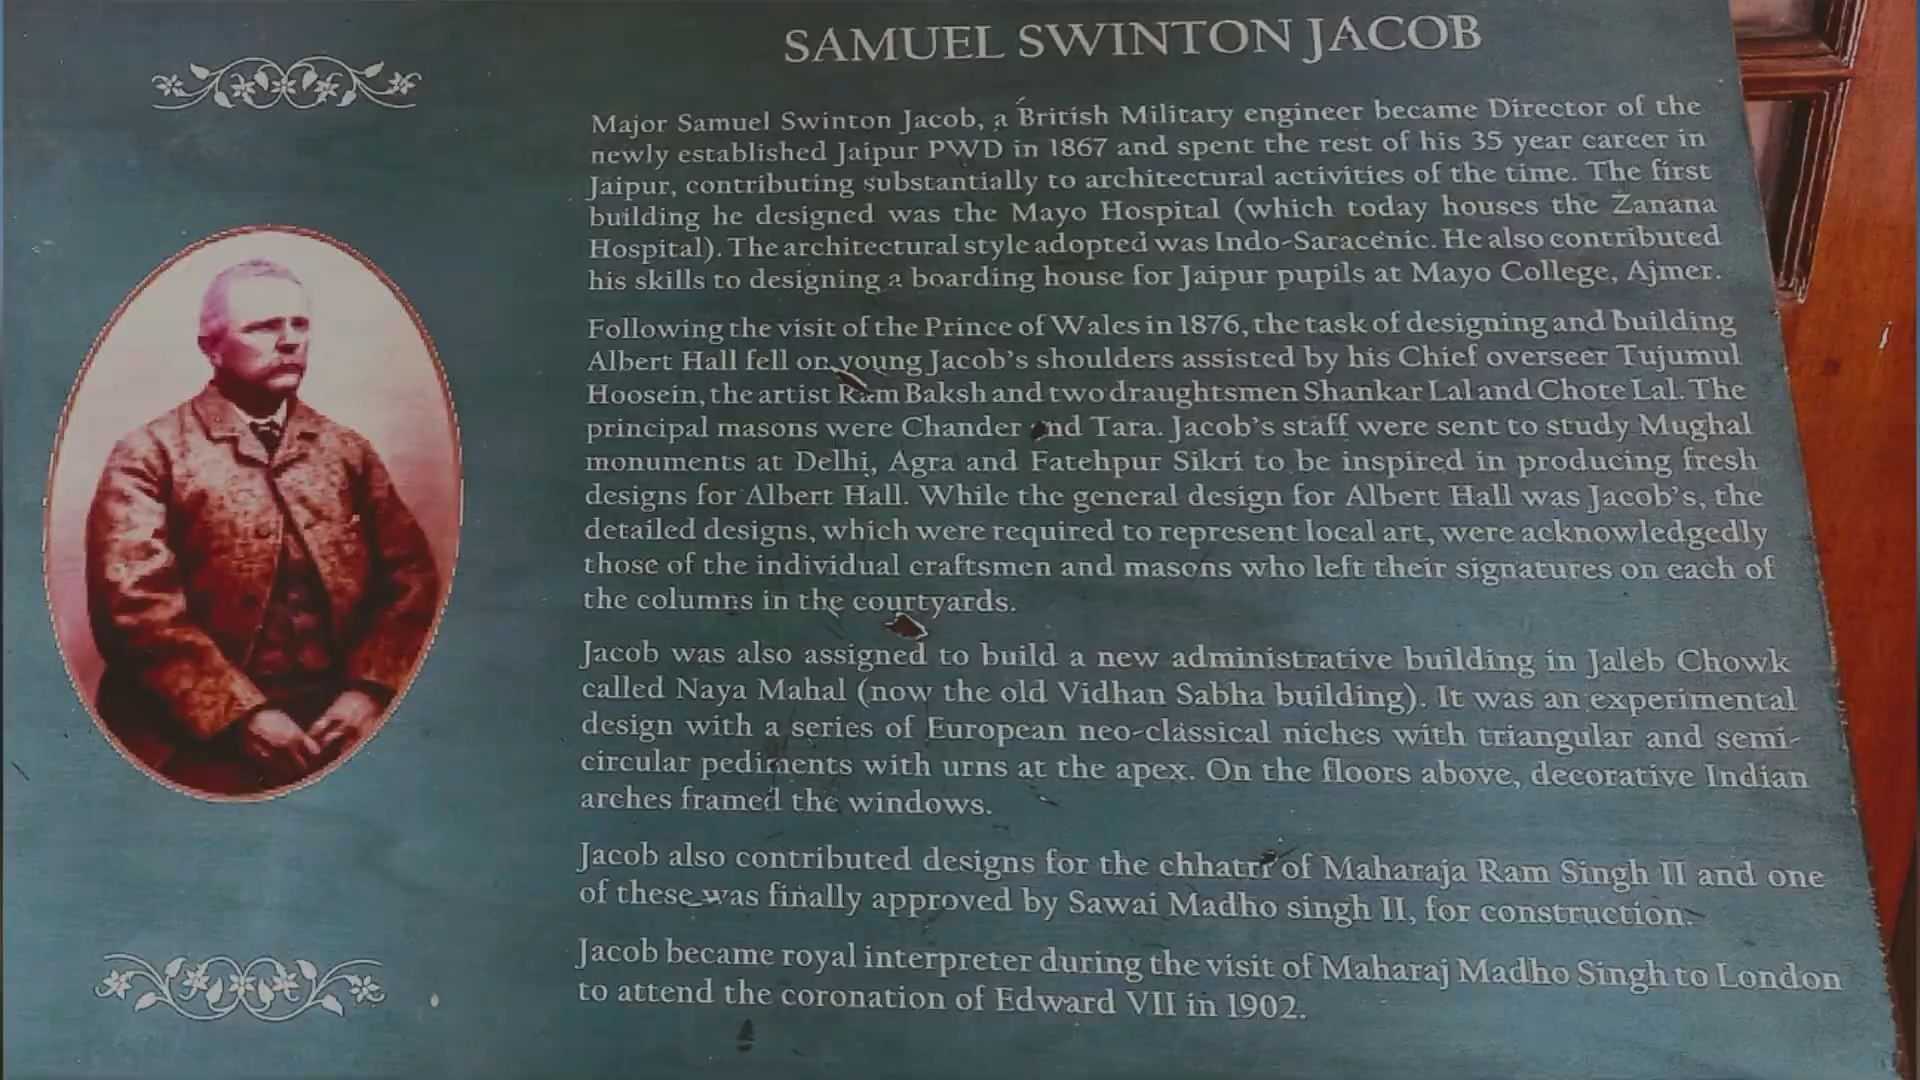 SAMUEL SWINTON JACOB
Major Samuel Swinton Jacob, a British Military engineer became Director of the
newly established Jaipur PWD in 1867 and spent the rest of his 35 year career in
Jaipur, contributing substantially to architectural activities of the time. The first
building he designed was the Mayo Hospital (which today houses the Zanana
Hospital). The architectural style adopted was Indo-Saracenic. He also contributed
his skills to designing a boarding house for Jaipur pupils at Mayo College, Ajmer.
Following the visit of the Prince of Wales in 1876, the task of designing and building
Albert Hall fell on young Jacob's shoulders assisted by his Chief overseer Tujumul
Hoosein, the artist Ram Baksh and two draughtsmen Shankar Lal and Chote Lal. The
principal masons were Chander and Tara. Jacob's staff were sent to study Mughal
monuments at Delhi, Agra and Fatehpur Sikri to be inspired in producing fresh
designs for Albert Hall. While the general design for Albert Hall was Jacob's, the
detailed designs, which were required to represent local art, were acknowledgedly
those of the individual craftsmen and masons who left their signatures on each of
the columns in the courtyards.
Jacob was also assigned to build a new administrative building in Jaleb Chowk
called Naya Mahal (now the old Vidhan Sabha building). It was an experimental
design with a series of European neo-classical niches with triangular and semi-
circular pediments with urns at the apex. On the floors above, decorative Indian
arches framed the windows.
Jacob also contributed designs for the chhatri of Maharaja Ram Singh II and one
of these was finally approved by Sawai Madho singh II, for construction.
Jacob became royal interpreter during the visit of Maharaj Madho Singh to London
to attend the coronation of Edward VII in 1902.